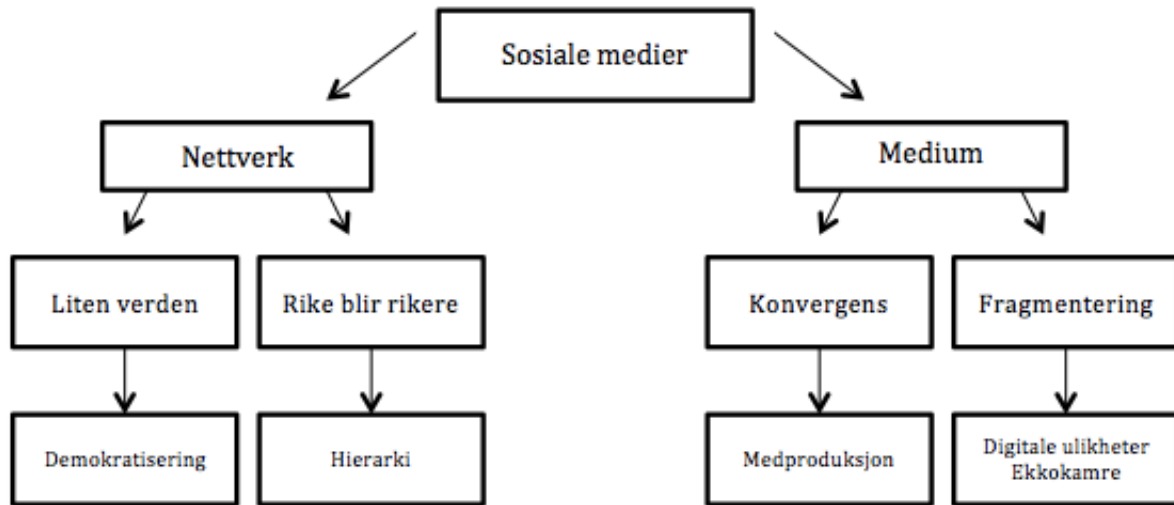 Sosiale medier
Nettverk
Medium
Liten verden
Rike blir rikere
Konvergens
Fragmentering
Demokratisering
Hierarki
Medproduksjon
Digitale ulikheter
Ekkokamre